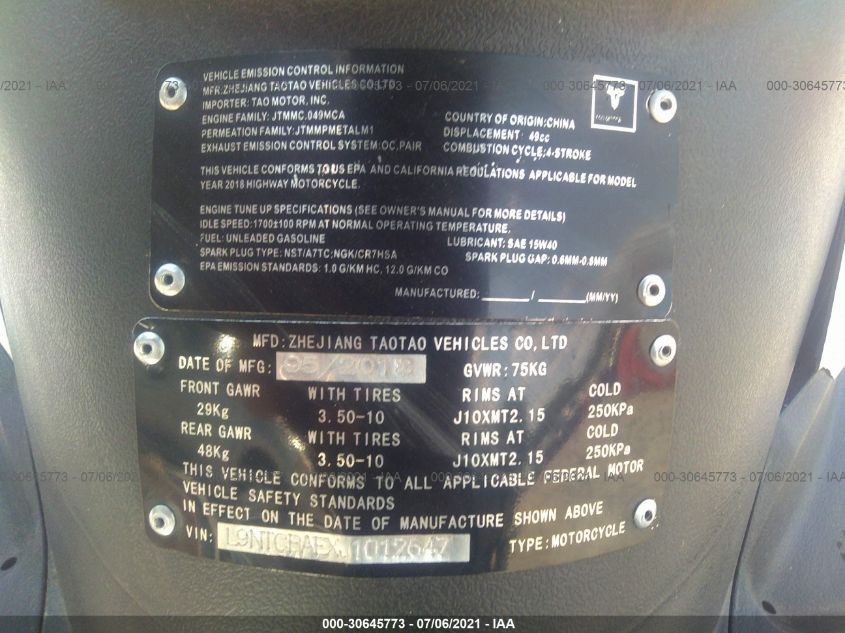 VEHICLE EMISSION CONTROL INFORMATION
MFR:ZHEJIANG TAOTAO VEHICLES CO.LTD
IMPORTER: TAO MOTOR, INC.
ENGINE FAMILY: JTMMC.049MCA
COUNTRY OF ORIGIN:CHINA
PERMEATION FAMILY:JTMMPMETALM1
DISPLACEMENT: 49cc
EXHAUST EMISSION CONTROL SYSTEM:OC,PAIR
COMBUSTION CYCLE:4-STROKE
THIS VEHICLE CONFORMS TO US EPA AND CALIFORNIA REGULATIONS APPLICABLE FOR MODEL
YEAR 2018 HIGHWAY MOTORCYCLE.
ENGINE TUNE UP SPECIFICATIONS (SEE OWNER'S MANUAL FOR MORE DETAILS)
IDLE SPEED:1700±100 RPM AT NORMAL OPERATING TEMPERATURE.
FUEL: UNLEADED GASOLINE
LUBRICANT: SAE 15W40
SPARK PLUG TYPE: NST/A7TC;NGK/CR7HSA
SPARK PLUG GAP: 0.6MM-0.8MM
EPA EMISSION STANDARDS: 1.0 G/KM HC, 12.0 G/KM CO
MANUFACTURED: ______/______(MM/YY)
MFD:ZHEJIANG TAOTAO VEHICLES CO,LTD
DATE OF MFG: 05/2018
GVWR: 75KG
FRONT GAWR WITH TIRES RIMS AT COLD
29Kg 3.50-10 J10XMT2.15 250KPa
REAR GAWR WITH TIRES RIMS AT COLD
48Kg 3.50-10 J10XMT2.15 250KPa
THIS VEHICLE CONFORMS TO ALL APPLICABLE FEDERAL MOTOR
VEHICLE SAFETY STANDARDS
IN EFFECT ON THE DATE OF MANUFACTURE SHOWN ABOVE
VIN: 1012647
TYPE:MOTORCYCLE
000-30645773 - 07/06/2021 - IAA